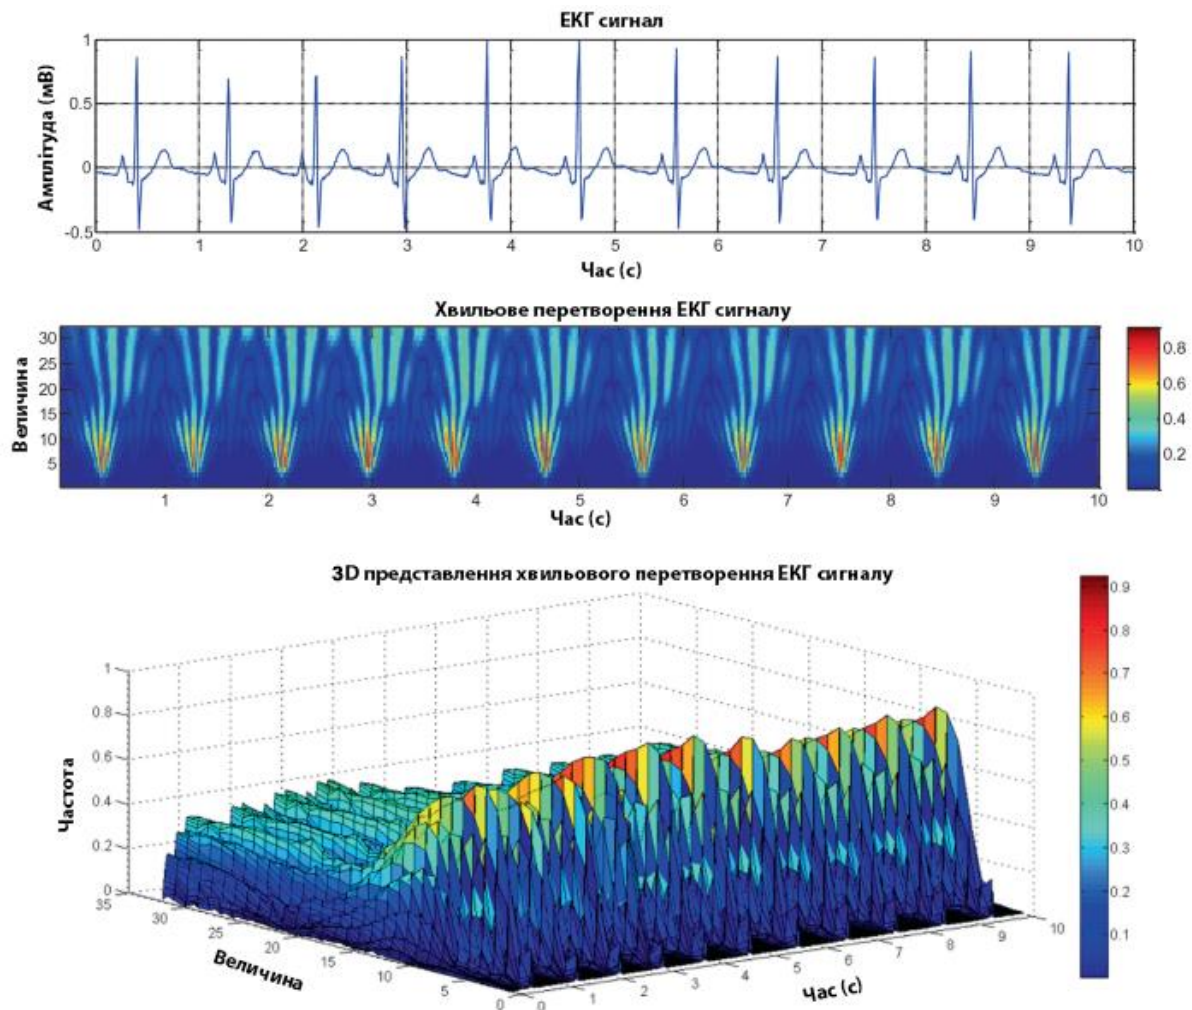 ЕКГ сигнал
Амплітуда (мВ)
1
0.5
0
-0.5
0 1 2 3 4 5 6 7 8 9 10
Час (с)
Хвильове перетворення ЕКГ сигналу
Величина
30
25
20
15
10
5
1 2 3 4 5 6 7 8 9 10
Час (с)
0.8
0.6
0.4
0.2
3D представлення хвильового перетворення ЕКГ сигналу
Частота
1
0.8
0.6
0.4
0.2
0
35 30 25 20 15 10 5 0
Величина
0 1 2 3 4 5 6 7 8 9 10
Час (с)
0.9
0.8
0.7
0.6
0.5
0.4
0.3
0.2
0.1